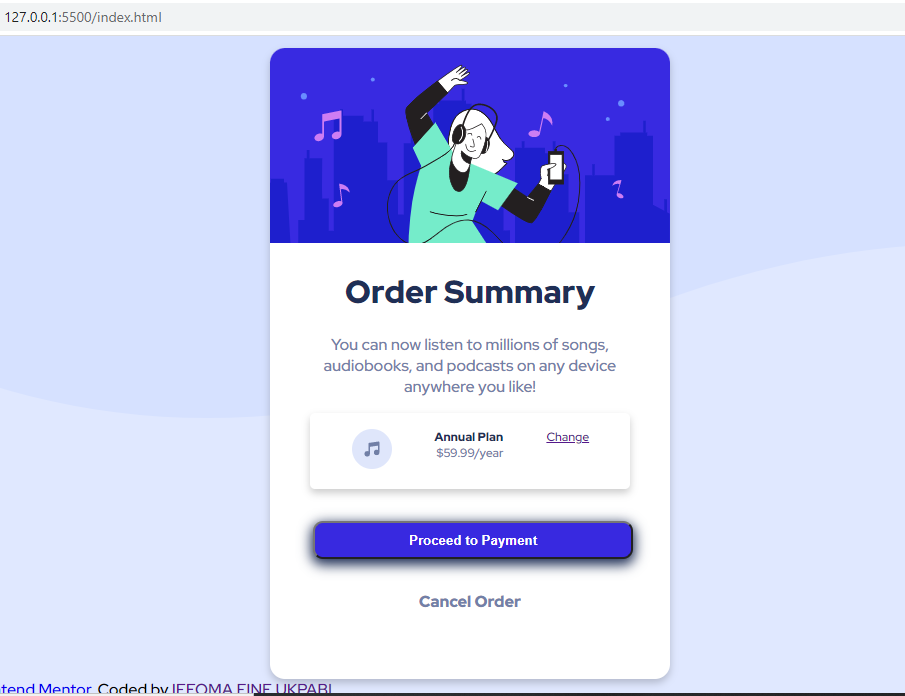 127.0.0.1:5500/index.html
Order Summary
You can now listen to millions of songs,
audiobooks, and podcasts on any device
anywhere you like!
Annual Plan
Change
$59.99/year
Proceed to Payment
Cancel Order
ntend Mentor. Coded by IFEOMA FINE UKPABI